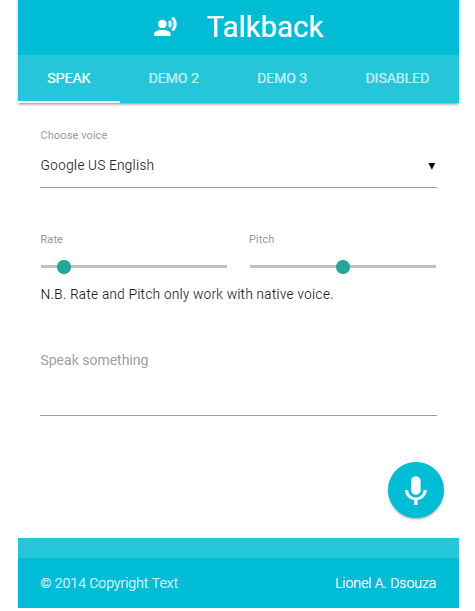 Talkback
SPEAK DEMO 2 DEMO 3 DISABLED
Choose voice
Google US English
Rate Pitch
N.B. Rate and Pitch only work with native voice.
Speak something
© 2014 Copyright Text Lionel A. Dsouza